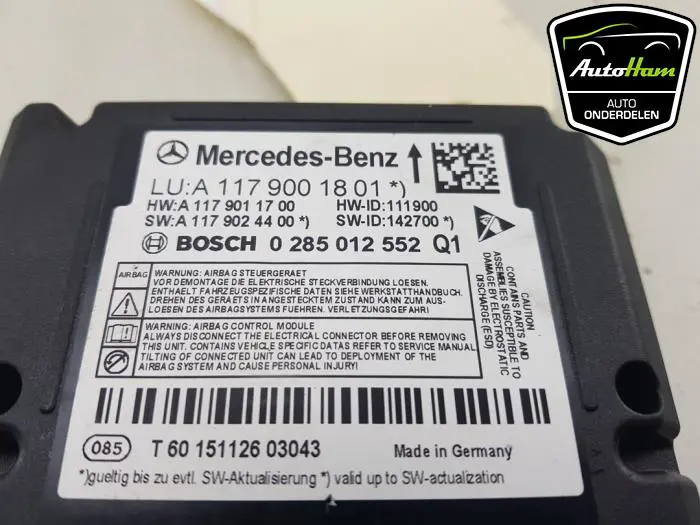 AutoHam
AUTO
ONDERDELEN
Mercedes-Benz
LU:A 117 900 18 01 *)
HW:A 117 901 17 00 HW-ID:111900
SW:A 117 902 44 00 *) SW-ID:142700 *)
BOSCH 0 285 012 552 Q1
AIRBAG
WARNUNG: AIRBAG STEUERGERAET
VOR DEMONTAGE DIE ELEKTRISCHE STECKVERBINDUNG LOESEN.
ENTHAELT FAHRZEUGSPEZIFISCHE DATEN SIEHE WERKSTATTHANDBUCH.
DREHEN DES GERAETS IN ANGESTECKTEM ZUSTAND KANN ZUM AUS-
LOESEN DES AIRBAGSYSTEMS FUEHREN. VERLETZUNGSGEFAHR!
WARNING: AIRBAG CONTROL MODULE
ALWAYS DISCONNECT THE ELECTRICAL CONNECTOR BEFORE REMOVING
THIS UNIT. CONTAINS VEHICLE SPECIFIC DATAS REFER TO SERVICE MANUAL
TILTING OF CONNECTED UNIT CAN LEAD TO DEPLOYMENT OF THE
AIRBAG SYSTEM AND CAUSE PERSONAL INJURY!
CAUTION
CONTAINS PARTS AND
ASSEMBLIES SUSCEPTIBLE TO
DAMAGE BY ELECTROSTATIC
DISCHARGE (ESD)
085 T 60 151126 03043 Made in Germany
*)gueltig bis zu evtl. SW-Aktualisierung *) valid up to SW-actualization